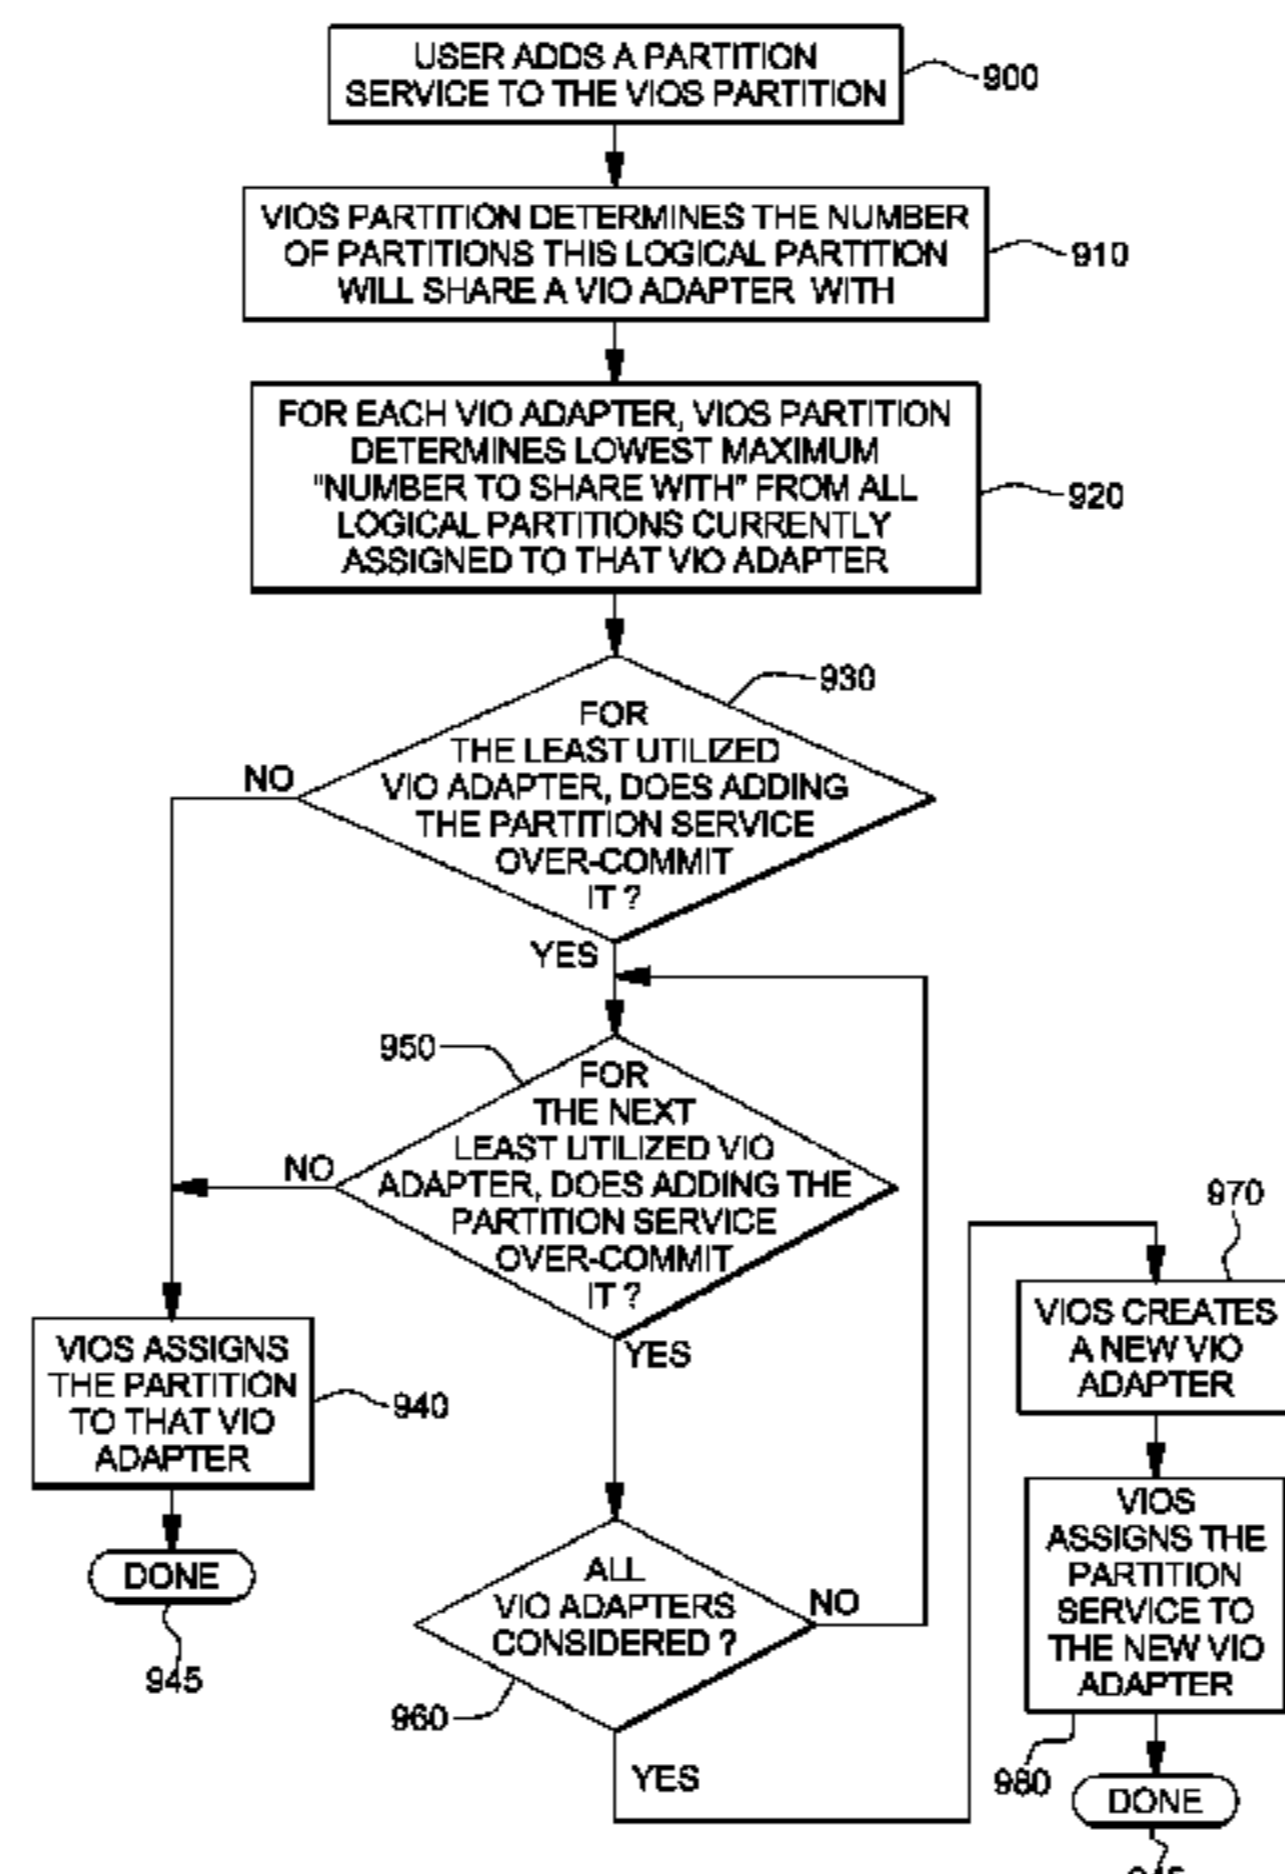 USER ADDS A PARTITION
SERVICE TO THE VIOS PARTITION
900
VIOS PARTITION DETERMINES THE NUMBER
OF PARTITIONS THIS LOGICAL PARTITION
WILL SHARE A VIO ADAPTER WITH
910
FOR EACH VIO ADAPTER, VIOS PARTITION
DETERMINES LOWEST MAXIMUM
"NUMBER TO SHARE WITH" FROM ALL
LOGICAL PARTITIONS CURRENTLY
ASSIGNED TO THAT VIO ADAPTER
920
930
FOR
THE LEAST UTILIZED
VIO ADAPTER, DOES ADDING
THE PARTITION SERVICE
OVER-COMMIT
IT ?
NO
YES
950
FOR
THE NEXT
LEAST UTILIZED VIO
ADAPTER, DOES ADDING THE
PARTITION SERVICE
OVER-COMMIT
IT ?
NO
YES
VIOS ASSIGNS
THE PARTITION
TO THAT VIO
ADAPTER
940
DONE
945
ALL
VIO ADAPTERS
CONSIDERED ?
NO
960
YES
970
VIOS CREATES
A NEW VIO
ADAPTER
VIOS
ASSIGNS THE
PARTITION
SERVICE TO
THE NEW VIO
ADAPTER
980
DONE